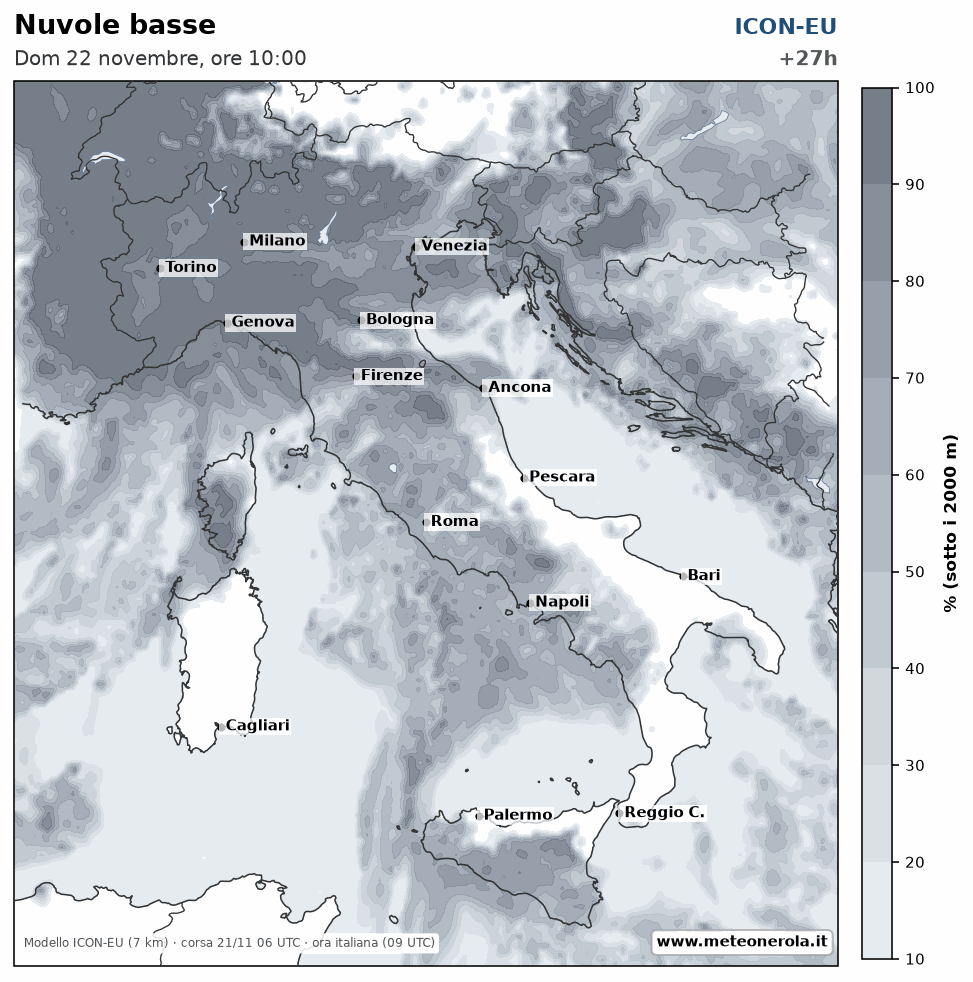 Nuvole basse
ICON-EU
Dom 22 novembre, ore 10:00
+27h
Milano
Venezia
Torino
Genova
Bologna
Firenze
Ancona
Pescara
Roma
Bari
Napoli
Cagliari
Palermo
Reggio C.
Modello ICON-EU (7 km) · corsa 21/11 06 UTC · ora italiana (09 UTC)
www.meteonerola.it
100
90
80
70
60
50
40
30
20
10
% (sotto i 2000 m)